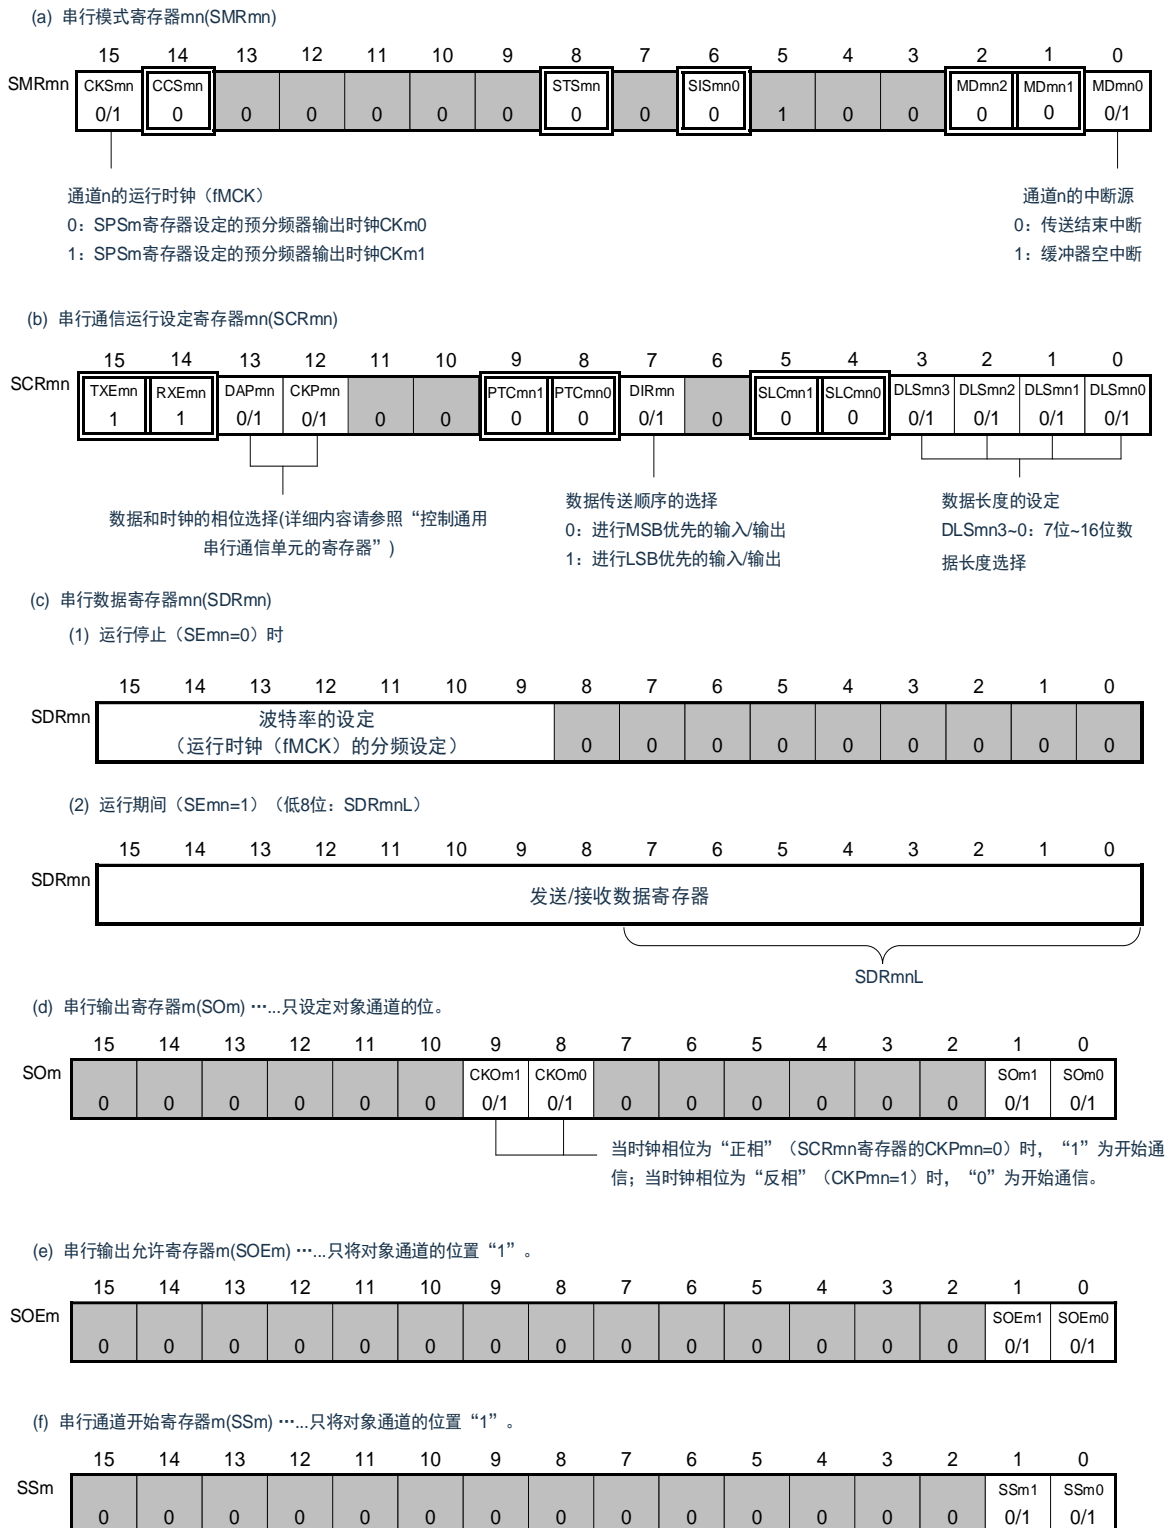 (a) 串行模式寄存器mn(SMRmn)
15 14 13 12 11 10 9 8 7 6 5 4 3 2 1 0
SMRmn CKSmn CCSmn STSmn SISmn0 MDmn2 MDmn1 MDmn0
0/1 0 0 0 0 0 0 0 0 0 1 0 0 0 0 0/1
通道n的运行时钟（fMCK） 通道n的中断源
0：SPSm寄存器设定的预分频器输出时钟CKm0 0：传送结束中断
1：SPSm寄存器设定的预分频器输出时钟CKm1 1：缓冲器空中断
(b) 串行通信运行设定寄存器mn(SCRmn)
15 14 13 12 11 10 9 8 7 6 5 4 3 2 1 0
SCRmn TXEmn RXEmn DAPmn CKPmn PTCmn1 PTCmn0 DIRmn SLCmn1 SLCmn0 DLSmn3 DLSmn2 DLSmn1 DLSmn0
1 1 0/1 0/1 0 0 0 0 0/1 0 0 0 0/1 0/1 0/1 0/1
数据和时钟的相位选择(详细内容请参照“控制通用
串行通信单元的寄存器”)
数据传送顺序的选择
0：进行MSB优先的输入/输出
1：进行LSB优先的输入/输出
数据长度的设定
DLSmn3~0：7位~16位数
据长度选择
(c) 串行数据寄存器mn(SDRmn)
(1) 运行停止（SEmn=0）时
15 14 13 12 11 10 9 8 7 6 5 4 3 2 1 0
SDRmn 波特率的设定
（运行时钟（fMCK）的分频设定） 0 0 0 0 0 0 0 0 0
(2) 运行期间（SEmn=1）（低8位：SDRmnL）
15 14 13 12 11 10 9 8 7 6 5 4 3 2 1 0
SDRmn 发送/接收数据寄存器
SDRmnL
(d) 串行输出寄存器m(SOm) ⋯...只设定对象通道的位。
15 14 13 12 11 10 9 8 7 6 5 4 3 2 1 0
SOm CKOm1 CKOm0 SOm1 SOm0
0 0 0 0 0 0 0/1 0/1 0 0 0 0 0 0 0/1 0/1
当时钟相位为“正相”（SCRmn寄存器的CKPmn=0）时，“1”为开始通
信；当时钟相位为“反相”（CKPmn=1）时，“0”为开始通信。
(e) 串行输出允许寄存器m(SOEm) ⋯...只将对象通道的位置“1”。
15 14 13 12 11 10 9 8 7 6 5 4 3 2 1 0
SOEm SOEm1 SOEm0
0 0 0 0 0 0 0 0 0 0 0 0 0 0 0/1 0/1
(f) 串行通道开始寄存器m(SSm) ⋯...只将对象通道的位置“1”。
15 14 13 12 11 10 9 8 7 6 5 4 3 2 1 0
SSm SSm1 SSm0
0 0 0 0 0 0 0 0 0 0 0 0 0 0 0/1 0/1